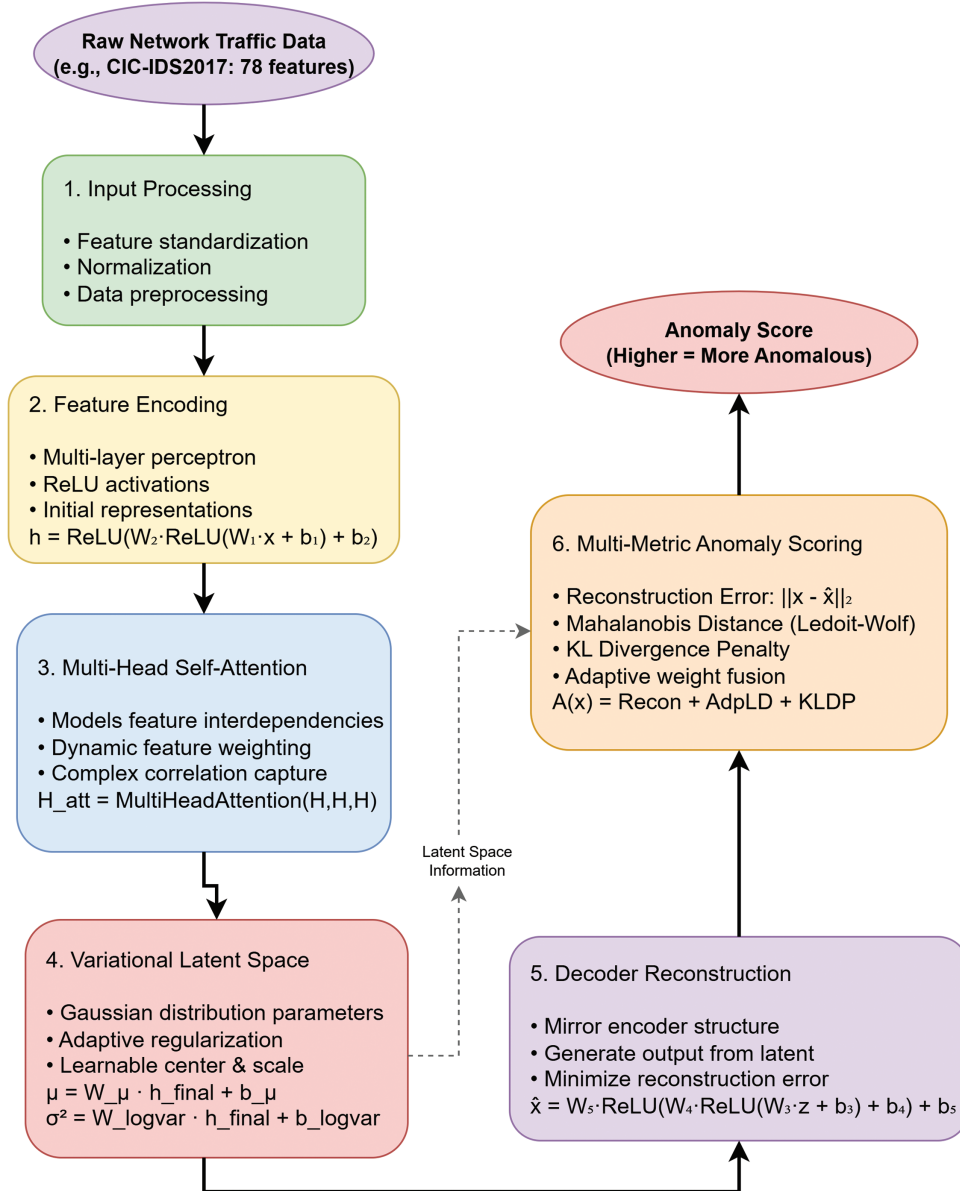 Raw Network Traffic Data
(e.g., CIC-IDS2017: 78 features)
1. Input Processing
• Feature standardization
• Normalization
• Data preprocessing
2. Feature Encoding
• Multi-layer perceptron
• ReLU activations
• Initial representations
h = ReLU(W₂·ReLU(W₁·x + b₁) + b₂)
3. Multi-Head Self-Attention
• Models feature interdependencies
• Dynamic feature weighting
• Complex correlation capture
H_att = MultiHeadAttention(H,H,H)
4. Variational Latent Space
• Gaussian distribution parameters
• Adaptive regularization
• Learnable center & scale
μ = W_μ · h_final + b_μ
σ² = W_logvar · h_final + b_logvar
Latent Space
Information
5. Decoder Reconstruction
• Mirror encoder structure
• Generate output from latent
• Minimize reconstruction error
x̂ = W₅·ReLU(W₄·ReLU(W₃·z + b₃) + b₄) + b₅
6. Multi-Metric Anomaly Scoring
• Reconstruction Error: ||x - x̂||₂
• Mahalanobis Distance (Ledoit-Wolf)
• KL Divergence Penalty
• Adaptive weight fusion
A(x) = Recon + AdpLD + KLDP
Anomaly Score
(Higher = More Anomalous)